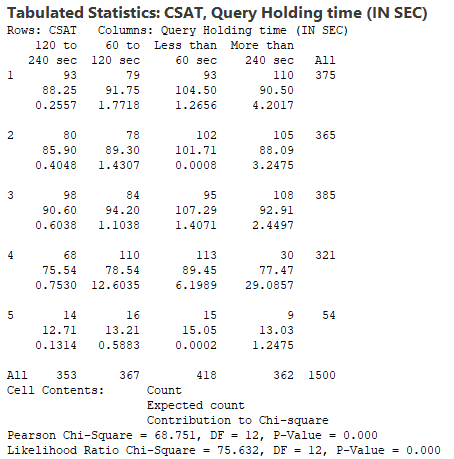 Tabulated Statistics: CSAT, Query Holding time (IN SEC)
Rows: CSAT   Columns: Query Holding time (IN SEC)
120 to   60 to   Less than   More than
240 sec   120 sec   60 sec   240 sec   All
1   93   79   93   110   375
88.25   91.75   104.50   90.50
0.2557   1.7718   1.2656   4.2017
2   80   78   102   105   365
85.90   89.30   101.71   88.09
0.4048   1.4307   0.0008   3.2475
3   98   84   95   108   385
90.60   94.20   107.29   92.91
0.6038   1.1038   1.4071   2.4497
4   68   110   113   30   321
75.54   78.54   89.45   77.47
0.7530   12.6035   6.1989   29.0857
5   14   16   15   9   54
12.71   13.21   15.05   13.03
0.1314   0.5883   0.0002   1.2475
All   353   367   418   362   1500
Cell Contents:   Count
Expected count
Contribution to Chi-square
Pearson Chi-Square = 68.751, DF = 12, P-Value = 0.000
Likelihood Ratio Chi-Square = 75.632, DF = 12, P-Value = 0.000